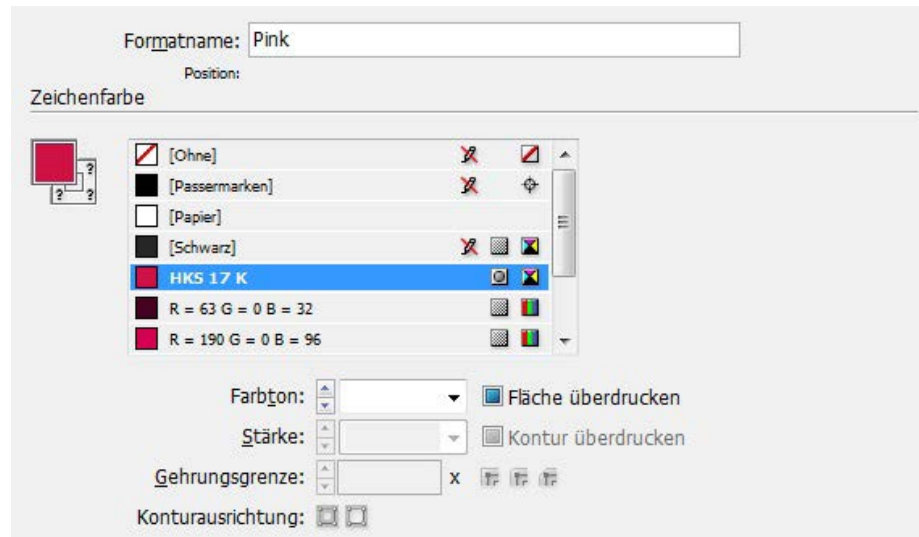 Formatname: Pink
Position:
Zeichenfarbe
[Ohne]
[Passermarken]
[Papier]
[Schwarz]
HKS 17 K
R = 63 G = 0 B = 32
R = 190 G = 0 B = 96
? ? ?
Farbton: Fläche überdrucken
Stärke: Kontur überdrucken
Gehrungsgrenze: x
Konturausrichtung: